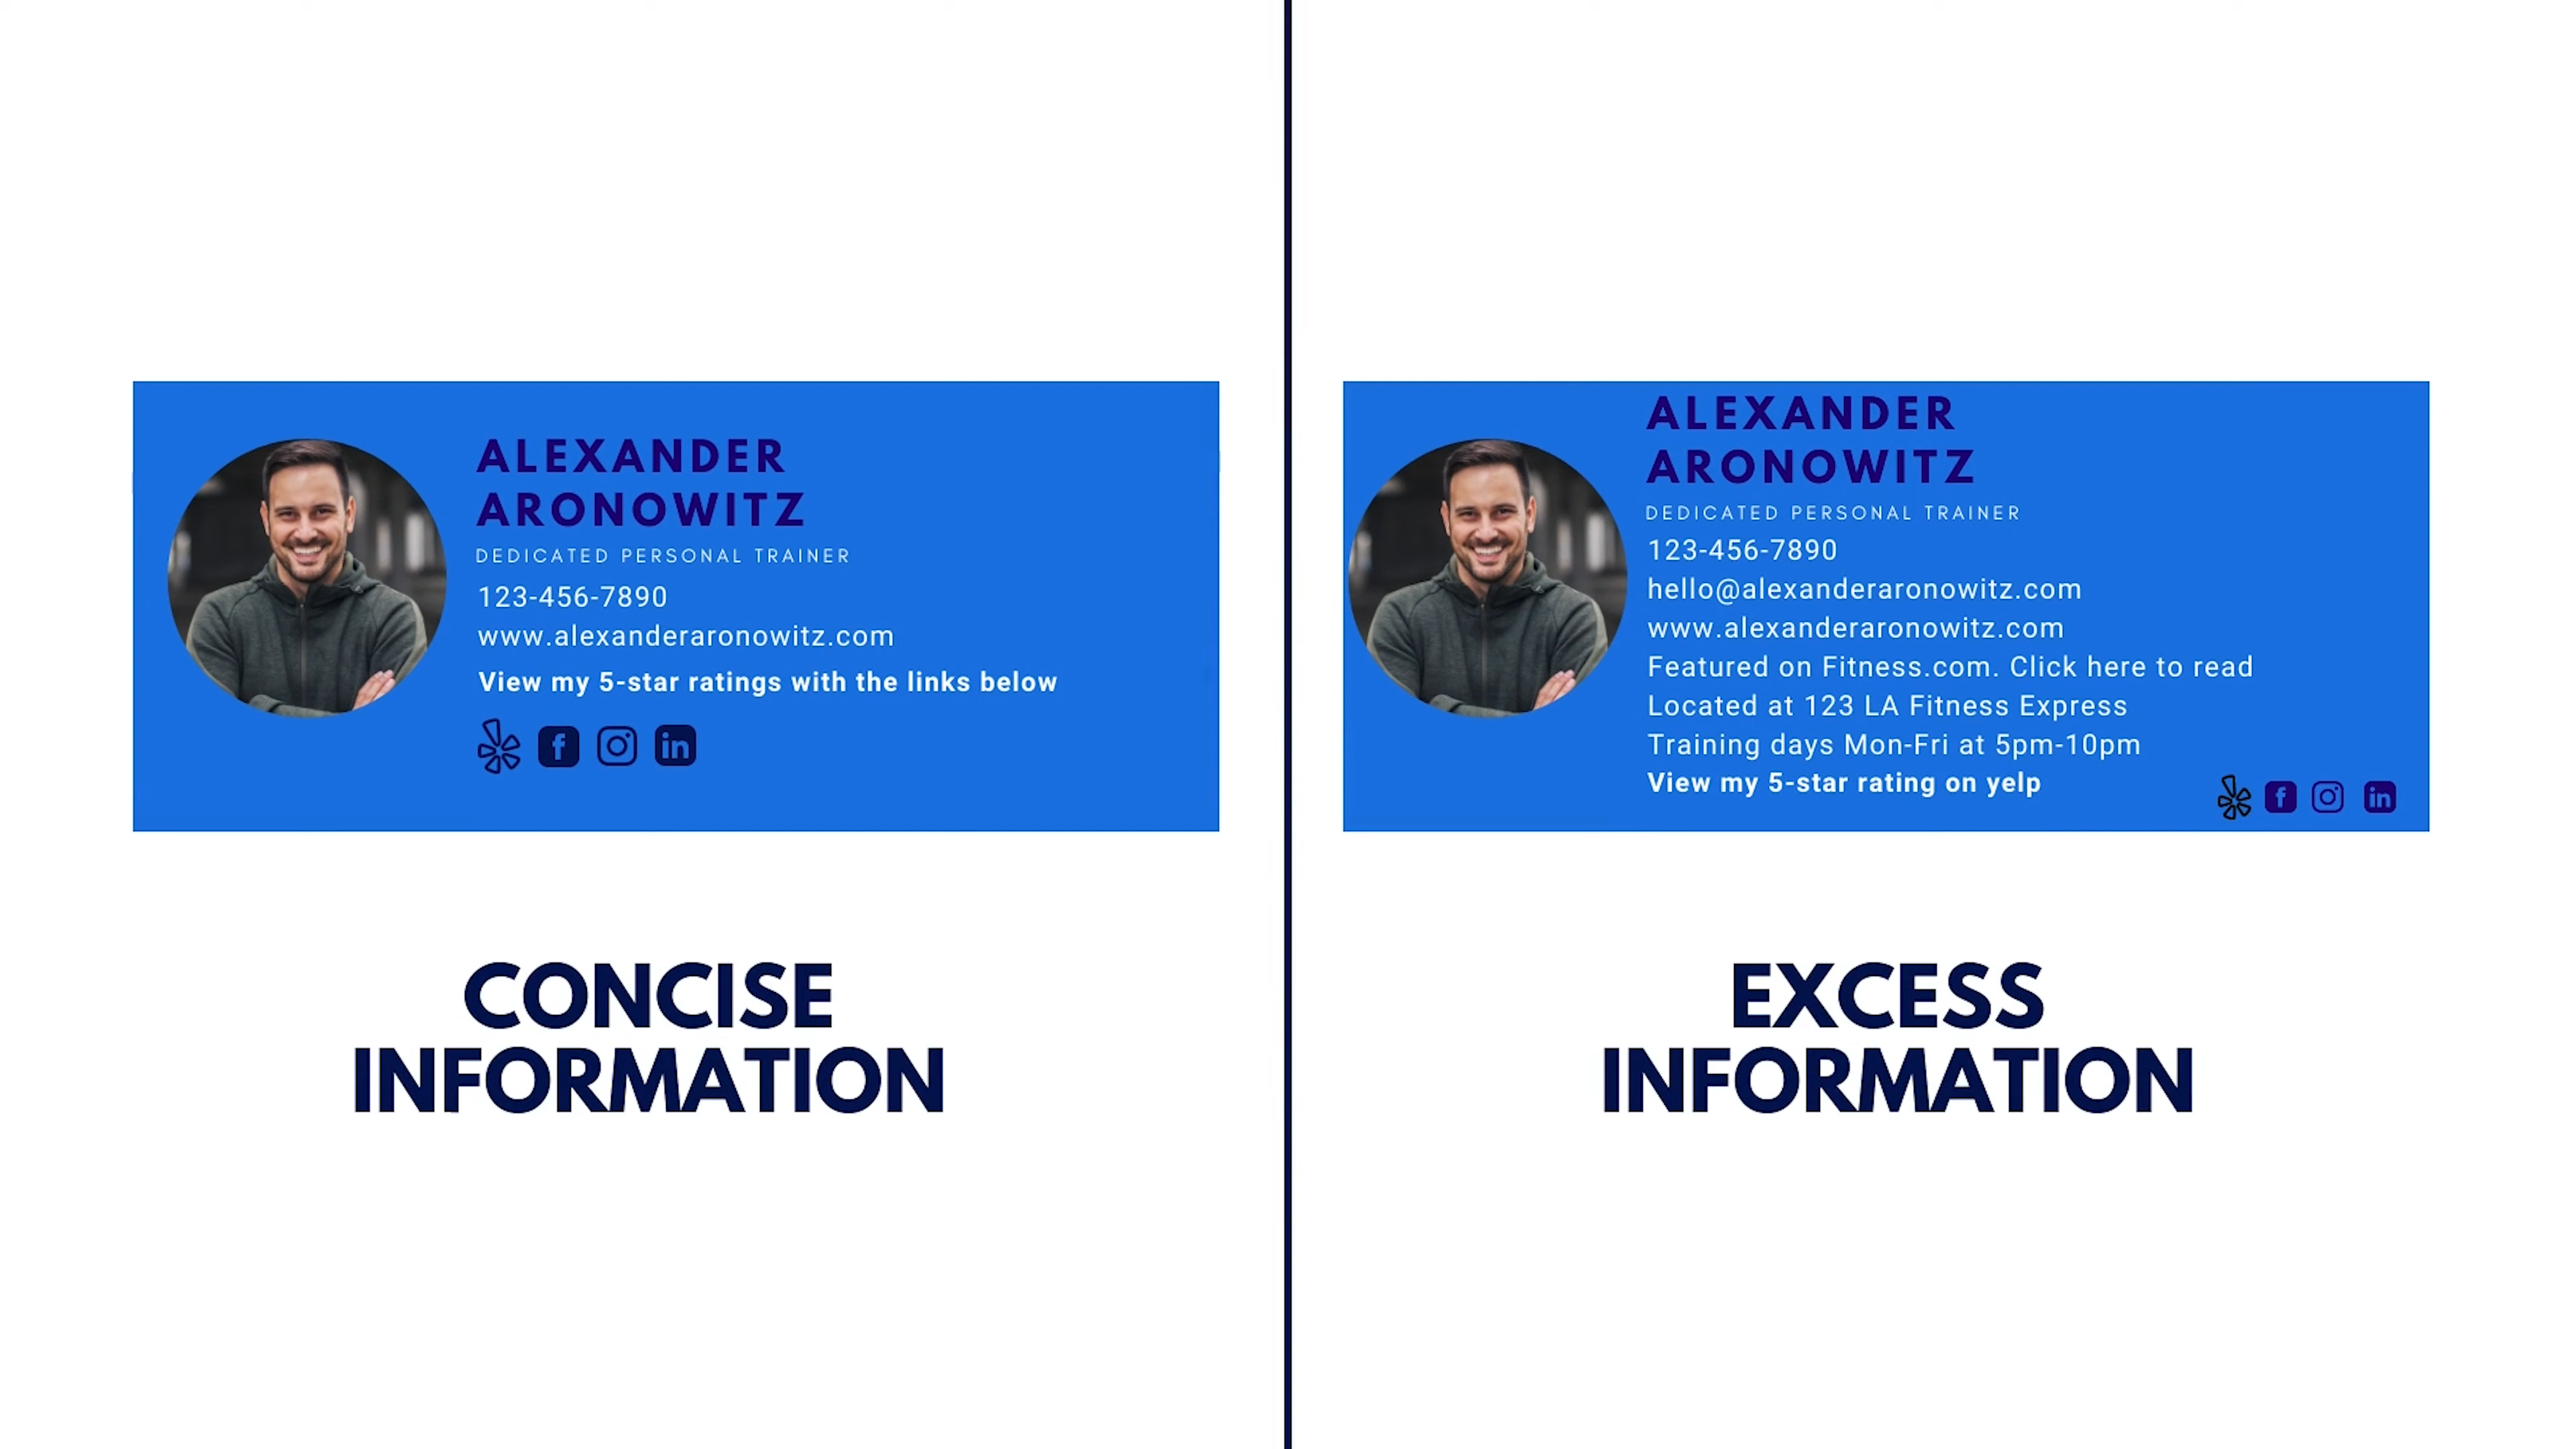 ALEXANDER
ARONOWITZ
DEDICATED PERSONAL TRAINER
123-456-7890
www.alexanderaronowitz.com
View my 5-star ratings with the links below
f in
CONCISE
INFORMATION
ALEXANDER
ARONOWITZ
DEDICATED PERSONAL TRAINER
123-456-7890
hello@alexanderaronowitz.com
www.alexanderaronowitz.com
Featured on Fitness.com. Click here to read
Located at 123 LA Fitness Express
Training days Mon-Fri at 5pm-10pm
View my 5-star rating on yelp
f in
EXCESS
INFORMATION